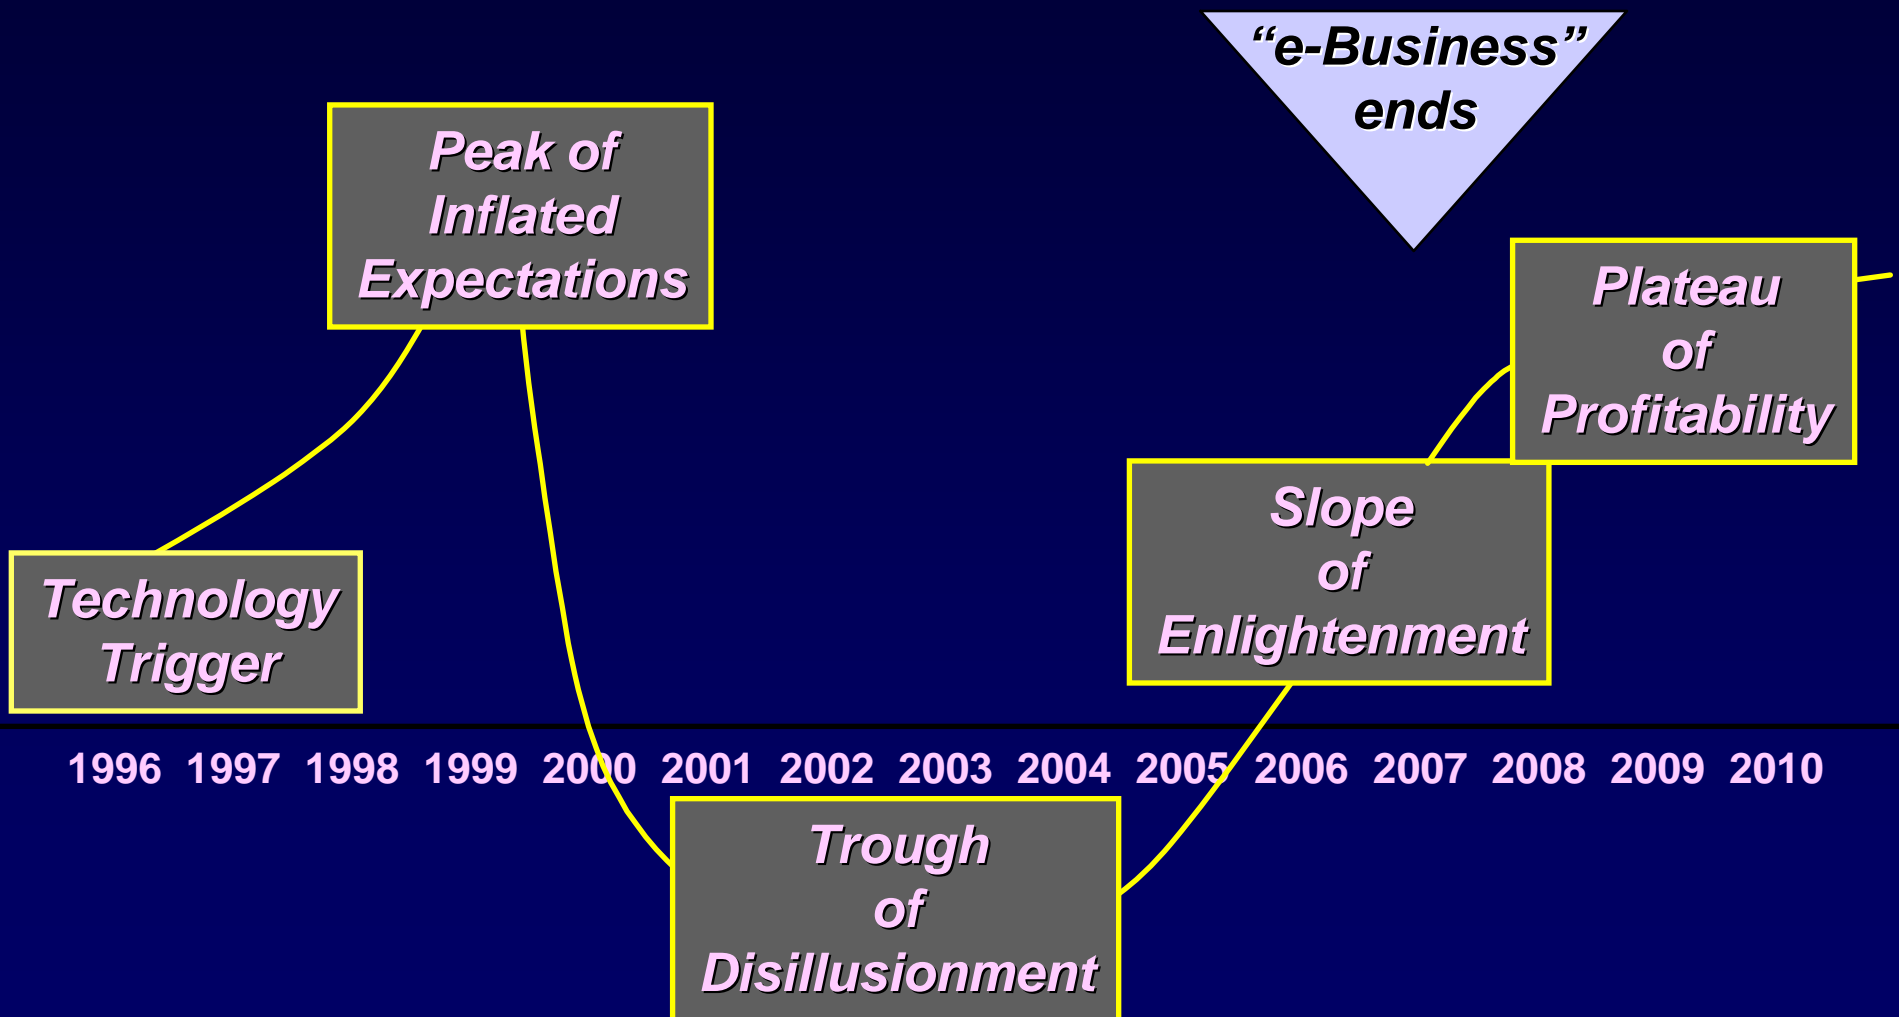 “e-Business”
ends
Peak of
Inflated
Expectations
Plateau
of
Profitability
Slope
of
Enlightenment
Technology
Trigger
1996 1997 1998 1999 2000 2001 2002 2003 2004 2005 2006 2007 2008 2009 2010
Trough
of
Disillusionment